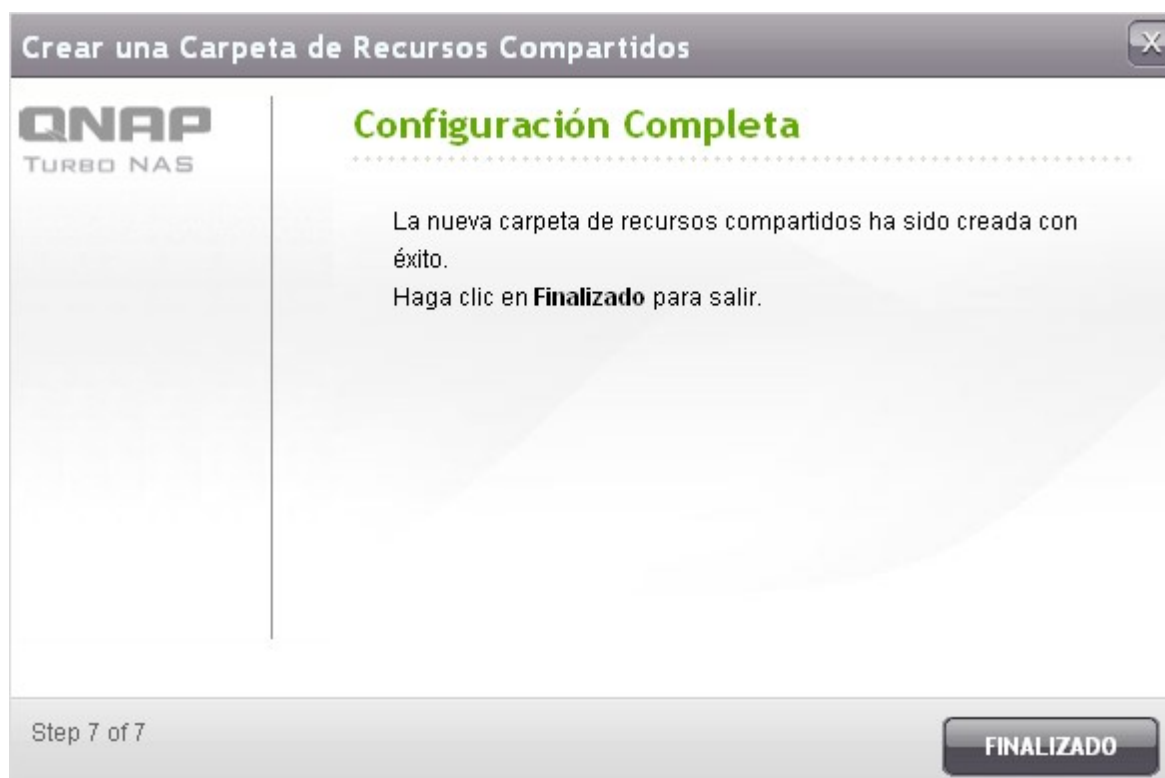 Crear una Carpeta de Recursos Compartidos
X
QNAP
TURBO NAS
Configuración Completa
La nueva carpeta de recursos compartidos ha sido creada con
éxito.
Haga clic en Finalizado para salir.
Step 7 of 7
FINALIZADO